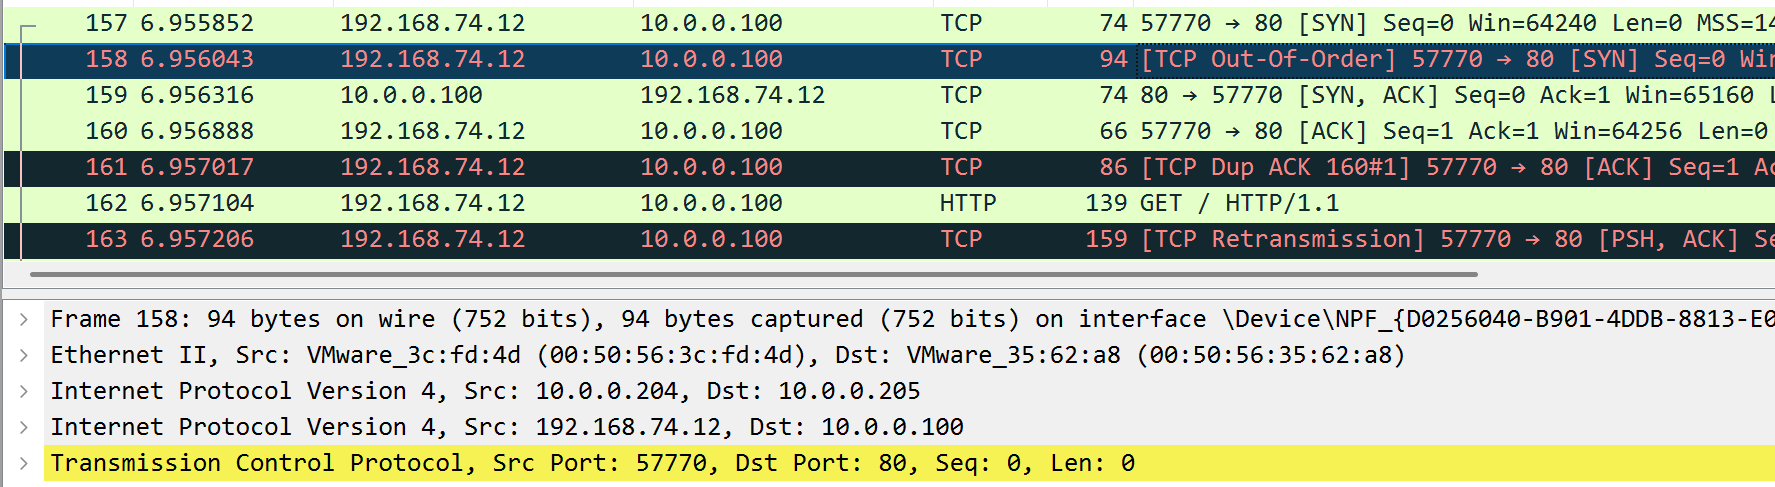 157 6.955852 192.168.74.12 10.0.0.100 TCP 74 57770 → 80 [SYN] Seq=0 Win=64240 Len=0 MSS=14
158 6.956043 192.168.74.12 10.0.0.100 TCP 94 [TCP Out-Of-Order] 57770 → 80 [SYN] Seq=0 Win
159 6.956316 10.0.0.100 192.168.74.12 TCP 74 80 → 57770 [SYN, ACK] Seq=0 Ack=1 Win=65160 L
160 6.956888 192.168.74.12 10.0.0.100 TCP 66 57770 → 80 [ACK] Seq=1 Ack=1 Win=64256 Len=0
161 6.957017 192.168.74.12 10.0.0.100 TCP 86 [TCP Dup ACK 160#1] 57770 → 80 [ACK] Seq=1 Ac
162 6.957104 192.168.74.12 10.0.0.100 HTTP 139 GET / HTTP/1.1
163 6.957206 192.168.74.12 10.0.0.100 TCP 159 [TCP Retransmission] 57770 → 80 [PSH, ACK] Se
Frame 158: 94 bytes on wire (752 bits), 94 bytes captured (752 bits) on interface \Device\NPF_{D0256040-B901-4DDB-8813-E0
Ethernet II, Src: VMware_3c:fd:4d (00:50:56:3c:fd:4d), Dst: VMware_35:62:a8 (00:50:56:35:62:a8)
Internet Protocol Version 4, Src: 10.0.0.204, Dst: 10.0.0.205
Internet Protocol Version 4, Src: 192.168.74.12, Dst: 10.0.0.100
Transmission Control Protocol, Src Port: 57770, Dst Port: 80, Seq: 0, Len: 0